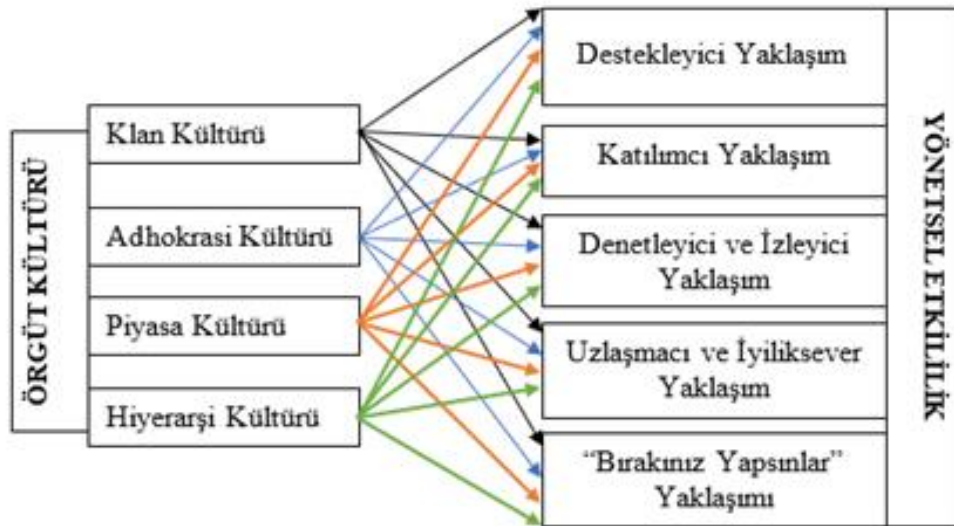 ÖRGÜT KÜLTÜRÜ
Klan Kültürü
Adhokrasi Kültürü
Piyasa Kültürü
Hiyerarşi Kültürü
Destekleyici Yaklaşım
Katılımcı Yaklaşım
Denetleyici ve İzleyici
Yaklaşım
Uzlaşmacı ve İyiliksever
Yaklaşım
“Bırakınız Yapsınlar”
Yaklaşımı
YÖNETSEL ETKİLİLİK